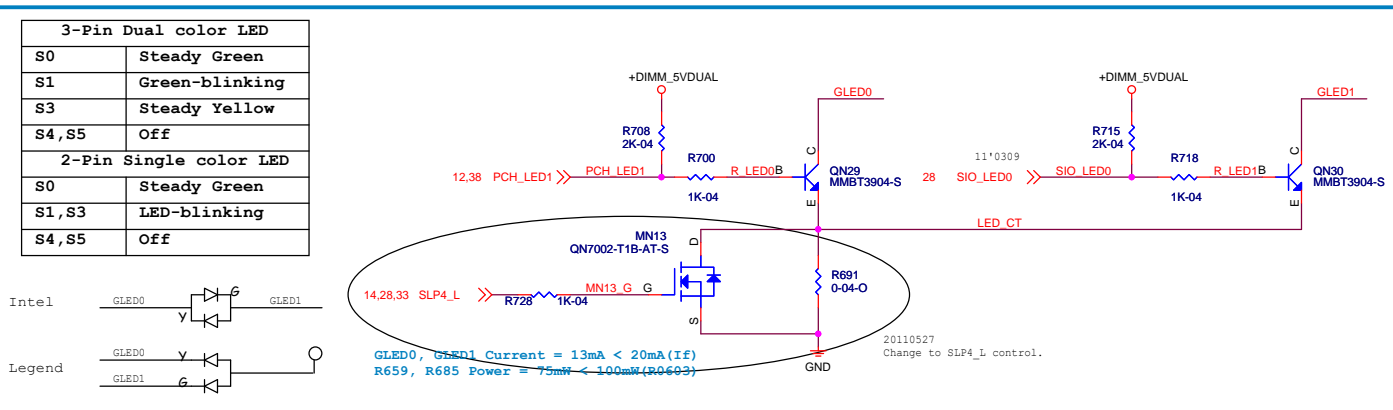 3-Pin Dual color LED
S0 Steady Green
S1 Green-blinking
S3 Steady Yellow
S4,S5 Off
2-Pin Single color LED
S0 Steady Green
S1,S3 LED-blinking
S4,S5 Off
Intel
GLED0
G
Y
GLED1
Legend
GLED0
Y
GLED1
G
+DIMM_5VDUAL
GLED0
R708
2K-04
R700
12,38 PCH_LED1
PCH_LED1
1K-04
R_LED0
B
C
E
QN29
MMBT3904-S
+DIMM_5VDUAL
GLED1
R715
2K-04
11'0309
R718
28 SIO_LED0
SIO_LED0
1K-04
R_LED1
B
C
E
QN30
MMBT3904-S
LED_CT
MN13
QN7002-T1B-AT-S
D
14,28,33 SLP4_L
R728
1K-04
MN13_G
G
S
R691
0-04-O
GND
20110527
Change to SLP4_L control.
GLED0, GLED1 Current = 13mA < 20mA(If)
R659, R685 Power = 75mW < 100mW(R0603)